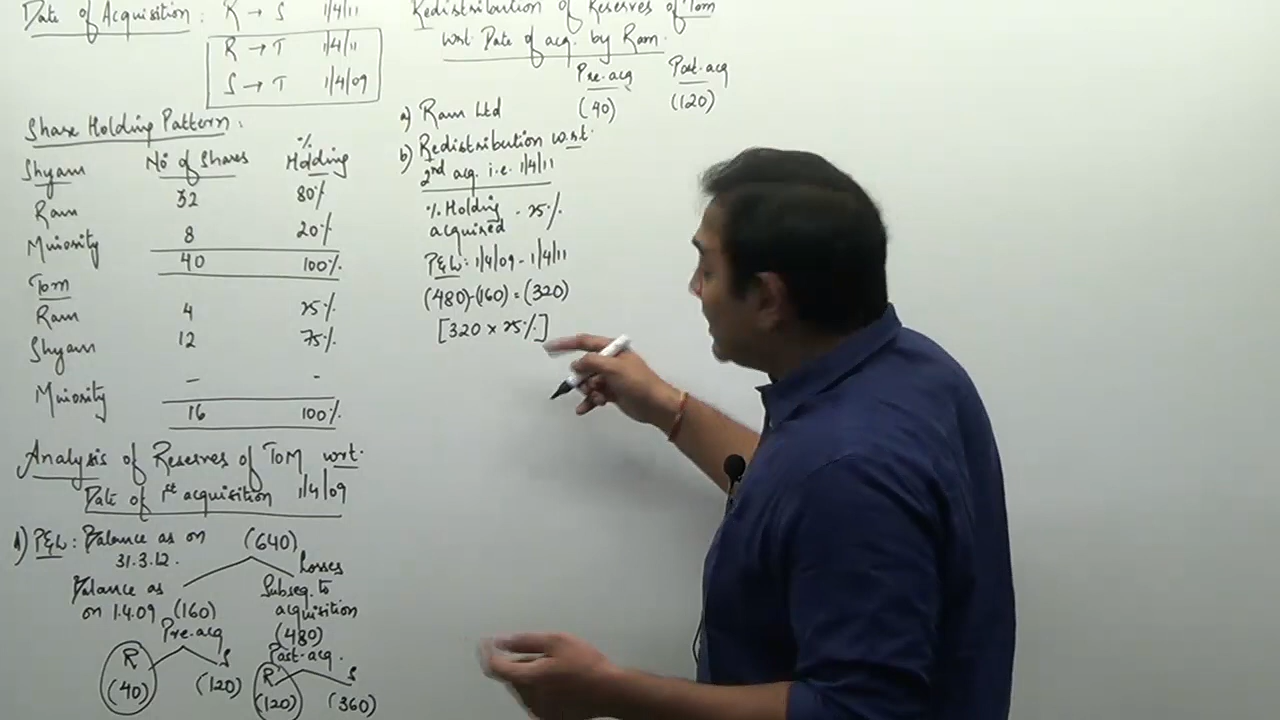 Date of Acquisition : R → S 1/4/11
R → T 1/4/11
S → T 1/4/09
Share Holding Pattern :
Shyam No of Shares % Holding
Ram 32 80%
Minority 8 20%
40 100%
Tom
Ram 4 25%
Shyam 12 75%
Minority - -
16 100%
Analysis of Reserves of TOM wrt.
Date of 1st acquisition 1/4/09
1) P&L : Balance as on 31.3.12. (640)
Balance as on 1.4.09 (160)
Losses Subseq. to acquisition (480)
Pre.acq
Post-acq.
R S R S
(40) (120) (120) (360)
Redistribution of Reserves of Tom
wrt. Date of acq. by Ram.
Pre.acq Post.acq
a) Ram Ltd (40) (120)
b) Redistribution w.r.t.
2nd acq. i.e. 1/4/11
% Holding acquired - 25%
P&L : 1/4/09 - 1/4/11
(480)-(160) = (320)
[320 x 25%]